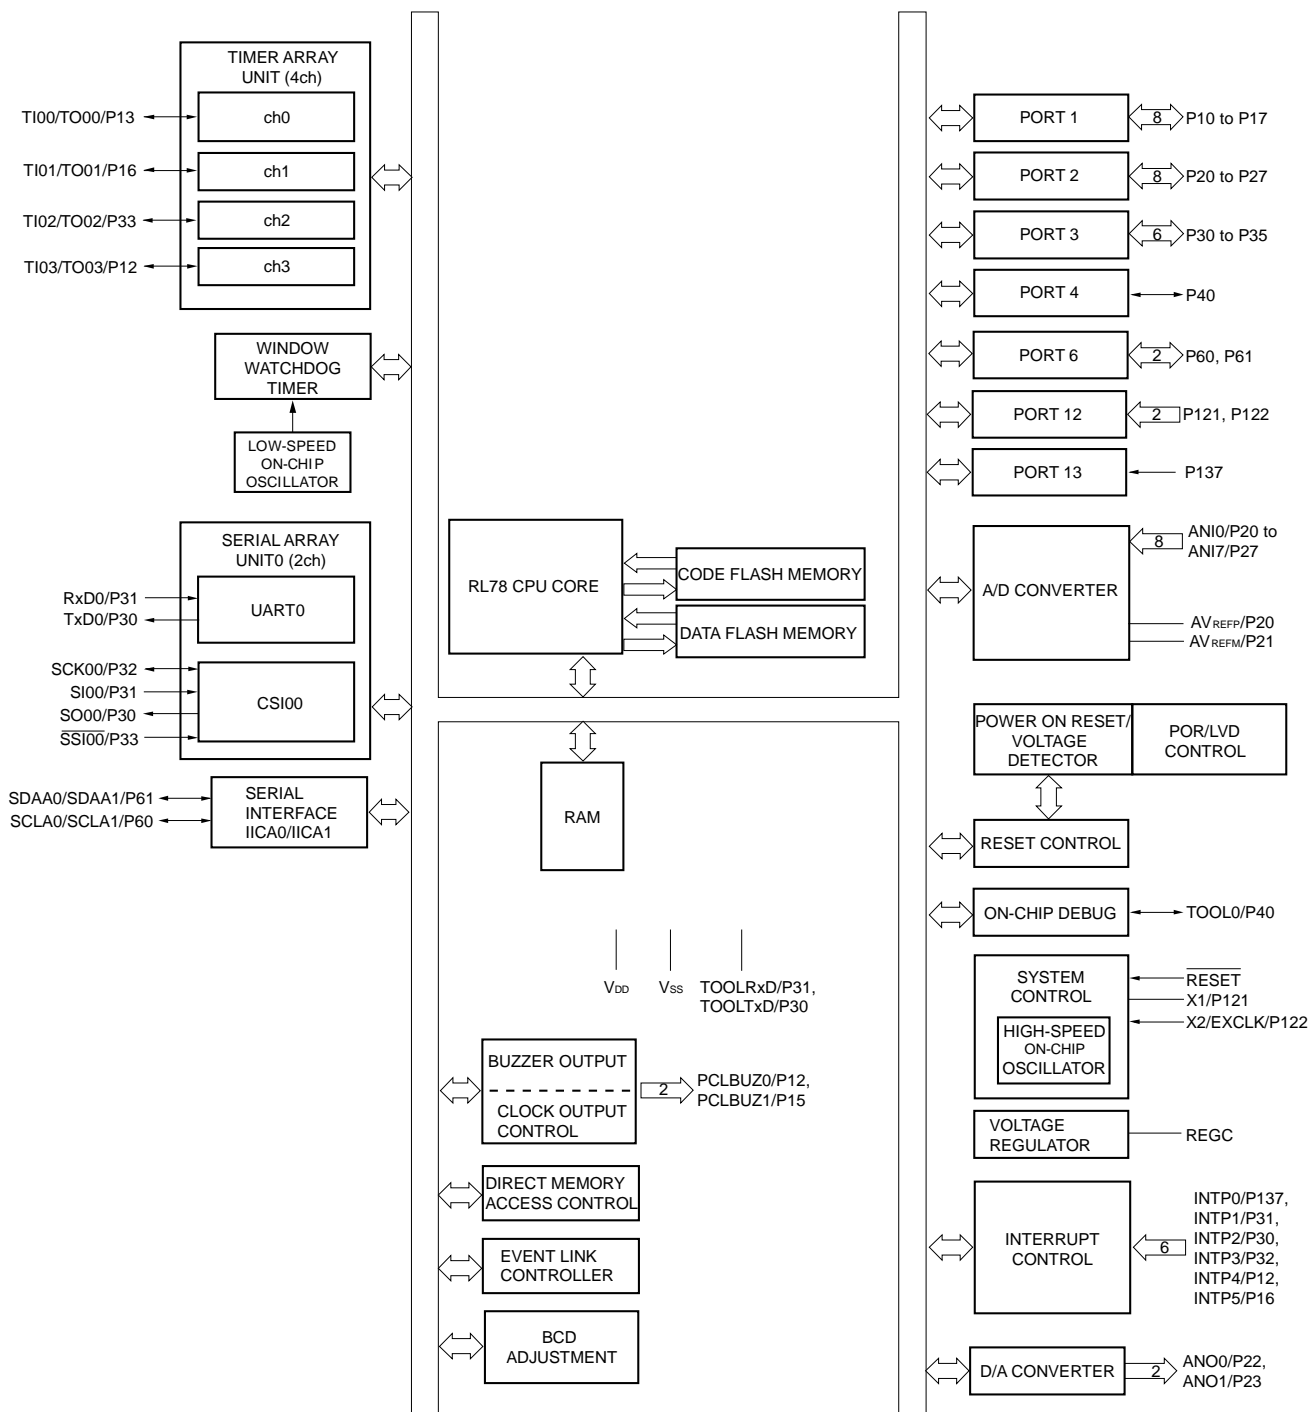 TIMER ARRAY
UNIT (4ch)
TI00/TO00/P13
ch0
TI01/TO01/P16
ch1
TI02/TO02/P33
ch2
TI03/TO03/P12
ch3
WINDOW
WATCHDOG
TIMER
LOW-SPEED
ON-CHIP
OSCILLATOR
SERIAL ARRAY
UNIT0 (2ch)
RxD0/P31
TxD0/P30
UART0
SCK00/P32
SI00/P31
SO00/P30
SSI00/P33
CSI00
SDAA0/SDAA1/P61
SCLA0/SCLA1/P60
SERIAL
INTERFACE
IICA0/IICA1
RL78 CPU CORE
CODE FLASH MEMORY
DATA FLASH MEMORY
RAM
VDD
VSS
TOOLRxD/P31,
TOOLTxD/P30
BUZZER OUTPUT
CLOCK OUTPUT
CONTROL
2
PCLBUZ0/P12,
PCLBUZ1/P15
DIRECT MEMORY
ACCESS CONTROL
EVENT LINK
CONTROLLER
BCD
ADJUSTMENT
PORT 1
8
P10 to P17
PORT 2
8
P20 to P27
PORT 3
6
P30 to P35
PORT 4
P40
PORT 6
2
P60, P61
PORT 12
2
P121, P122
PORT 13
P137
A/D CONVERTER
8
ANI0/P20 to
ANI7/P27
AVREFP/P20
AVREFM/P21
POWER ON RESET/
VOLTAGE
DETECTOR
POR/LVD
CONTROL
RESET CONTROL
ON-CHIP DEBUG
TOOL0/P40
SYSTEM
CONTROL
HIGH-SPEED
ON-CHIP
OSCILLATOR
RESET
X1/P121
X2/EXCLK/P122
VOLTAGE
REGULATOR
REGC
INTERRUPT
CONTROL
6
INTP0/P137,
INTP1/P31,
INTP2/P30,
INTP3/P32,
INTP4/P12,
INTP5/P16
D/A CONVERTER
2
ANO0/P22,
ANO1/P23